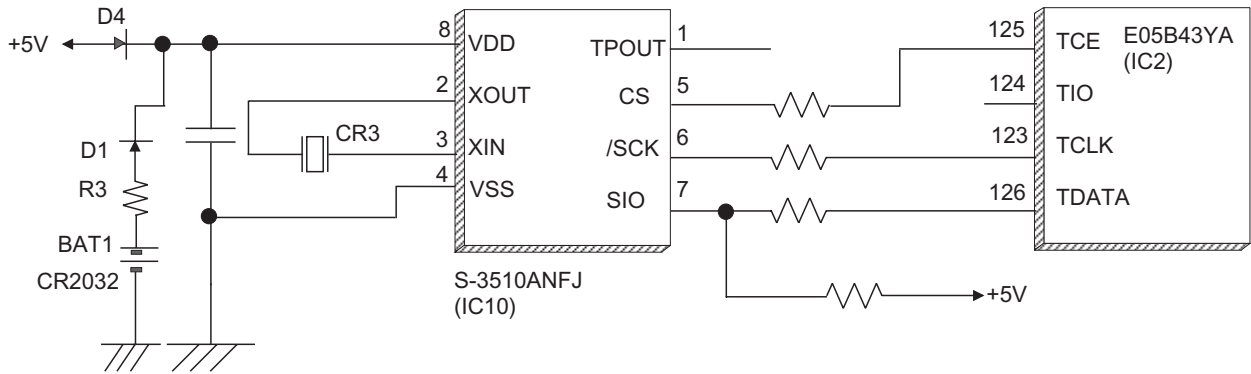 D4
+5V
D1
R3
BAT1
CR2032
CR3
8 VDD
2 XOUT
3 XIN
4 VSS
TPOUT 1
CS 5
/SCK 6
SIO 7
S-3510ANFJ
(IC10)
125 TCE
124 TIO
123 TCLK
126 TDATA
E05B43YA
(IC2)
+5V